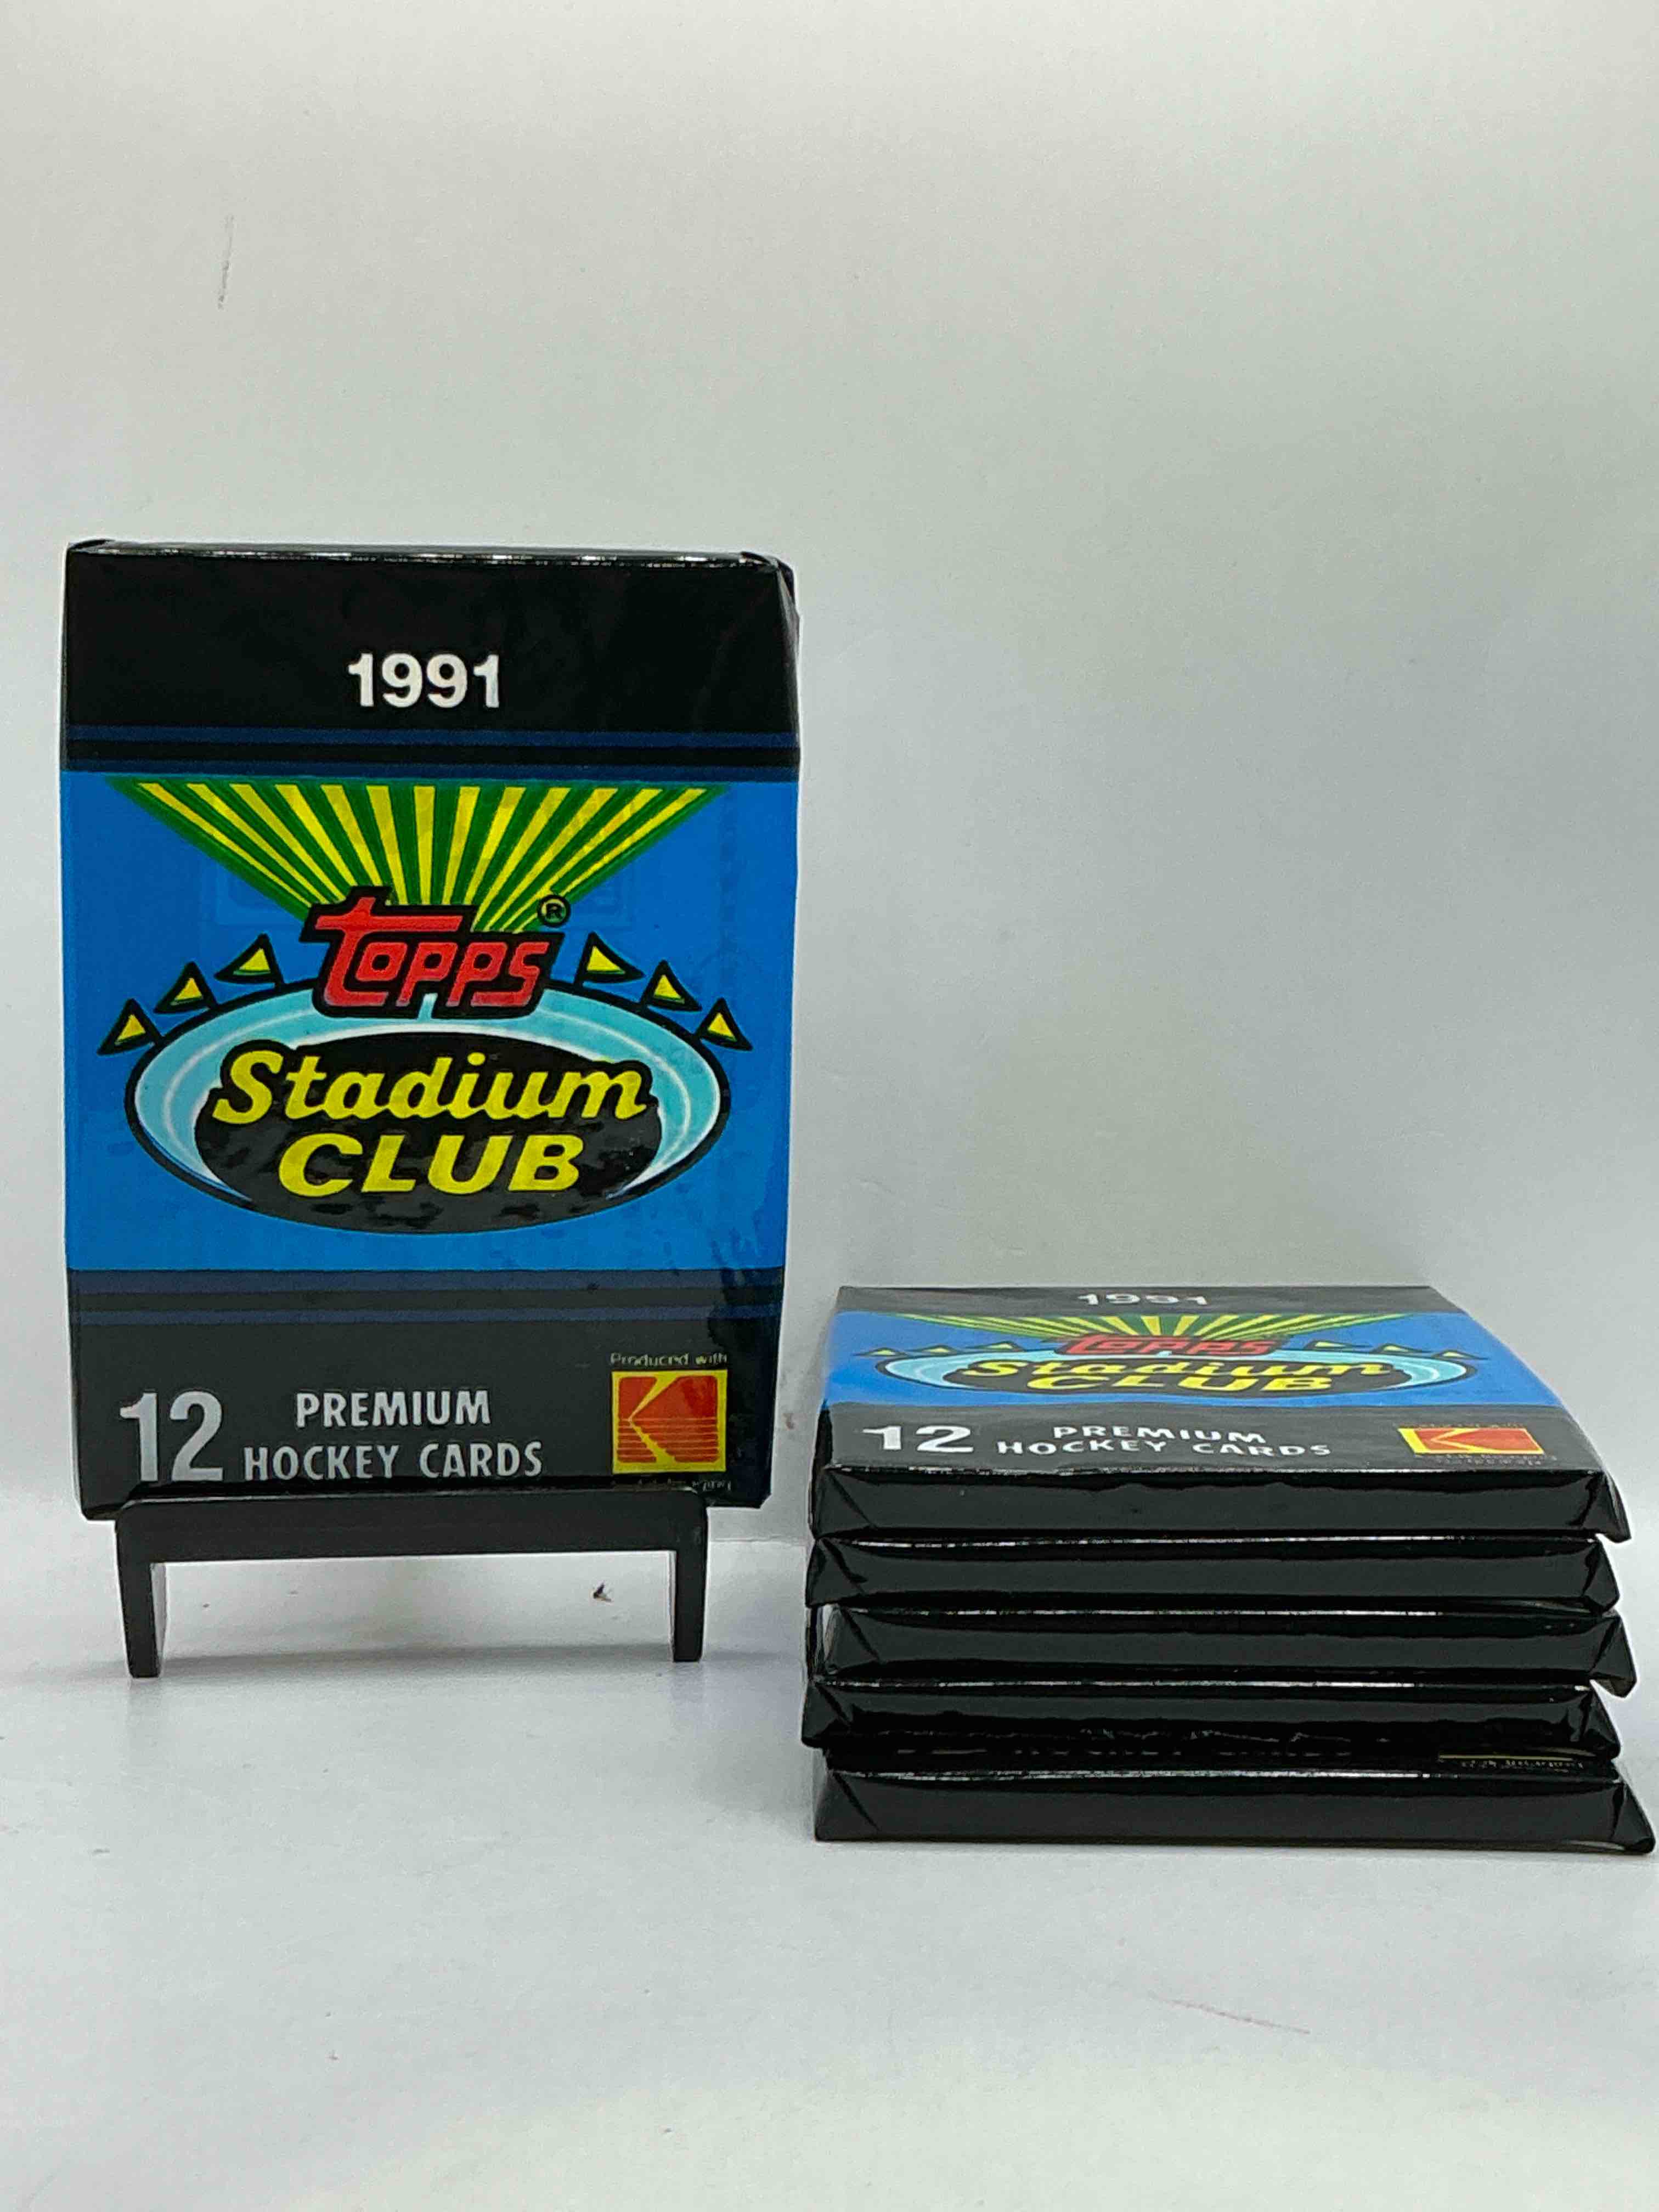 1991
Topps®
Stadium
CLUB
Produced with
12 PREMIUM
HOCKEY CARDS
1991
Topps
Stadium
CLUB
12 PREMIUM
HOCKEY CARDS